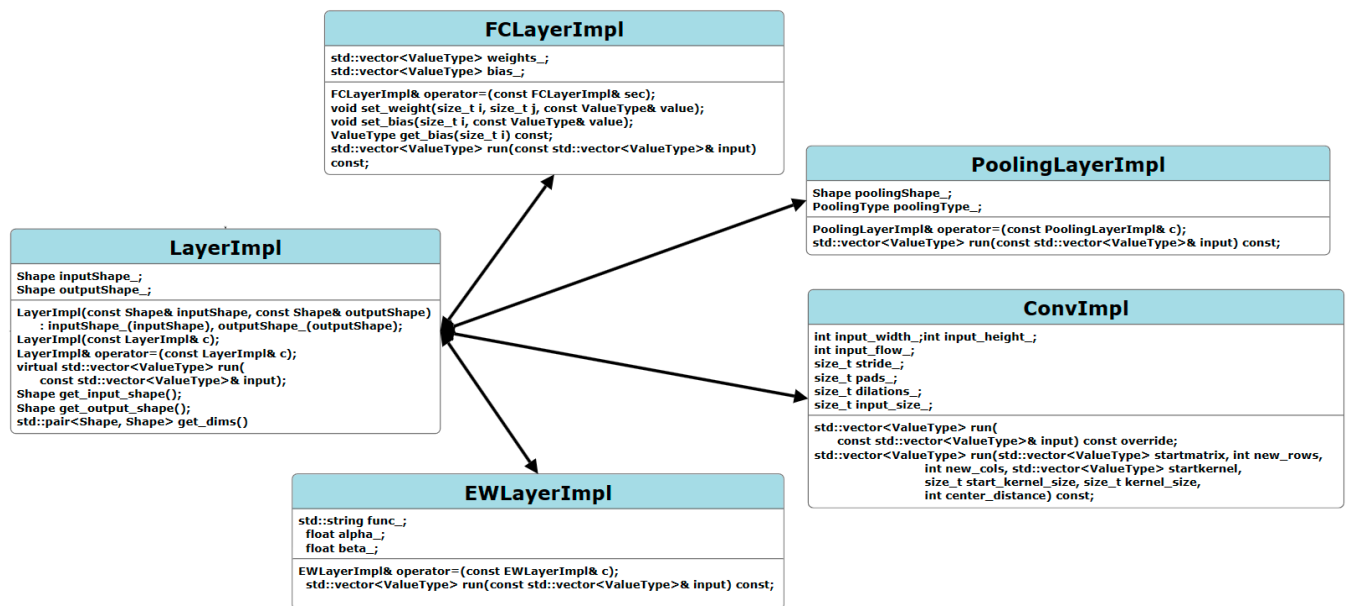 FCLayerImpl
std::vector<ValueType> weights_;
std::vector<ValueType> bias_;
FCLayerImpl& operator=(const FCLayerImpl& sec);
void set_weight(size_t i, size_t j, const ValueType& value);
void set_bias(size_t i, const ValueType& value);
ValueType get_bias(size_t i) const;
std::vector<ValueType> run(const std::vector<ValueType>& input)
const;
PoolingLayerImpl
Shape poolingShape_;
PoolingType poolingType_;
PoolingLayerImpl& operator=(const PoolingLayerImpl& c);
std::vector<ValueType> run(const std::vector<ValueType>& input) const;
LayerImpl
Shape inputShape_;
Shape outputShape_;
LayerImpl(const Shape& inputShape, const Shape& outputShape)
: inputShape_(inputShape), outputShape_(outputShape);
LayerImpl(const LayerImpl& c);
LayerImpl& operator=(const LayerImpl& c);
virtual std::vector<ValueType> run(
const std::vector<ValueType>& input);
Shape get_input_shape();
Shape get_output_shape();
std::pair<Shape, Shape> get_dims()
ConvImpl
int input_width_;int input_height_;
int input_flow_;
size_t stride_;
size_t pads_;
size_t dilations_;
size_t input_size_;
std::vector<ValueType> run(
const std::vector<ValueType>& input) const override;
std::vector<ValueType> run(std::vector<ValueType> startmatrix, int new_rows,
int new_cols, std::vector<ValueType> startkernel,
size_t start_kernel_size, size_t kernel_size,
int center_distance) const;
EWLayerImpl
std::string func_;
float alpha_;
float beta_;
EWLayerImpl& operator=(const EWLayerImpl& c);
std::vector<ValueType> run(const std::vector<ValueType>& input) const;